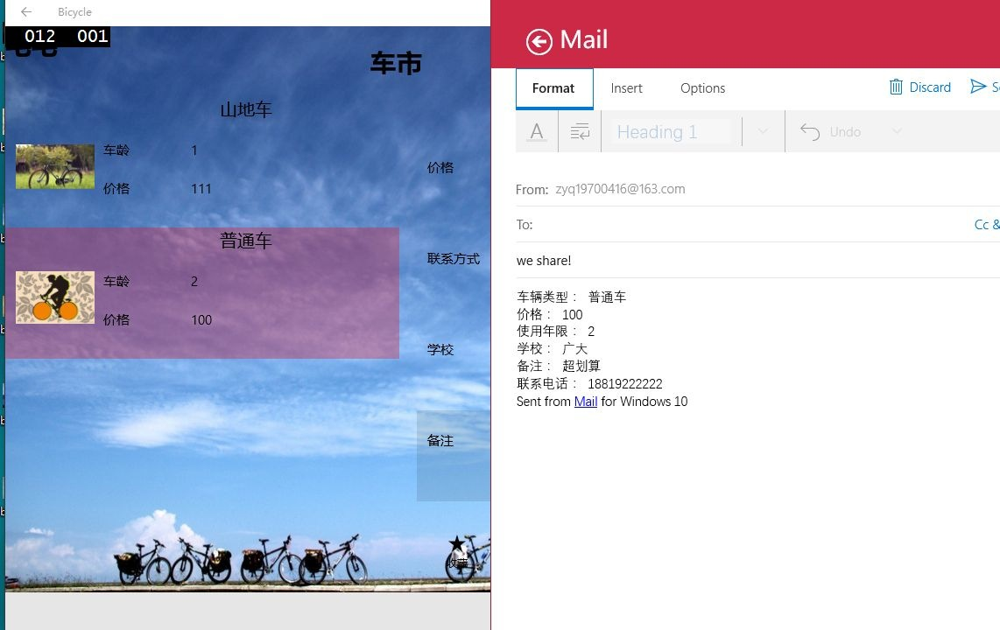 Bicycle
012 001
车市
山地车
车龄 1
价格 111
普通车
车龄 2
价格 100
价格
联系方式
学校
备注
收藏
Mail
Format Insert Options Discard
Heading 1 Undo
From: zyq19700416@163.com
To: Cc &
we share!
车辆类型： 普通车
价格： 100
使用年限： 2
学校： 广大
备注： 超划算
联系电话： 18819222222
Sent from Mail for Windows 10